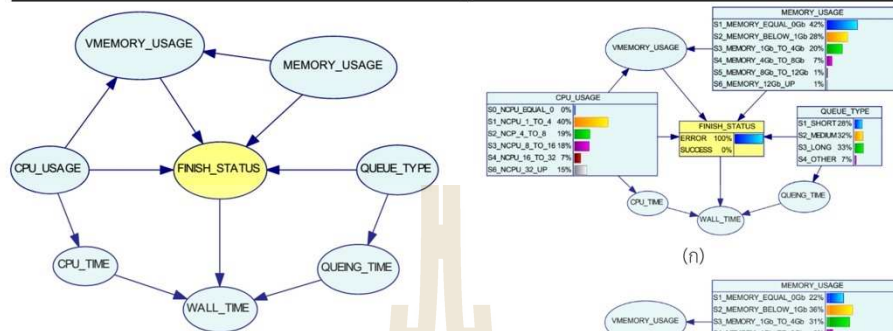 VMEMORY_USAGE
MEMORY_USAGE
CPU_USAGE
FINISH_STATUS
QUEUE_TYPE
CPU_TIME
QUEING_TIME
WALL_TIME
MEMORY_USAGE
S1_MEMORY_EQUAL_0Gb 42%
S2_MEMORY_BELOW_1Gb 28%
S3_MEMORY_1Gb_TO_4Gb 20%
S4_MEMORY_4Gb_TO_8Gb 7%
S5_MEMORY_8Gb_TO_12Gb 1%
S6_MEMORY_12Gb_UP 1%
VMEMORY_USAGE
CPU_USAGE
S0_NCPU_EQUAL_0 0%
S1_NCPU_1_TO_4 40%
S2_NCP_4_TO_8 19%
S3_NCPU_8_TO_16 18%
S4_NCPU_16_TO_32 7%
S6_NCPU_32_UP 15%
FINISH_STATUS
ERROR 100%
SUCCESS 0%
QUEUE_TYPE
S1_SHORT 28%
S2_MEDIUM 32%
S3_LONG 33%
S4_OTHER 7%
CPU_TIME
QUEING_TIME
WALL_TIME
(ก)
MEMORY_USAGE
S1_MEMORY_EQUAL_0Gb 22%
S2_MEMORY_BELOW_1Gb 36%
S3_MEMORY_1Gb_TO_4Gb 31%
VMEMORY_USAGE